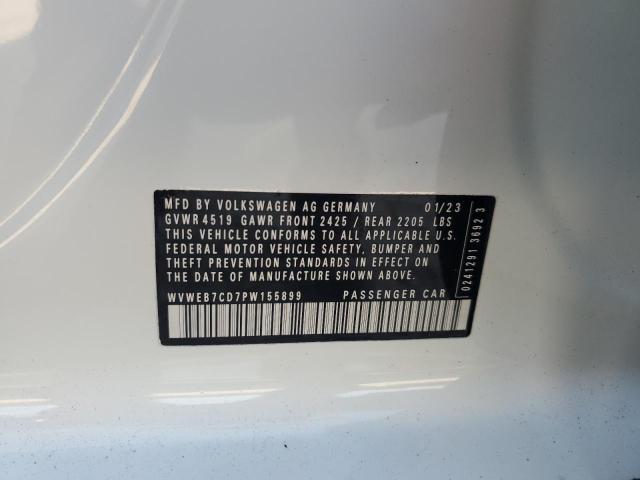 MFD BY VOLKSWAGEN AG GERMANY 01/23
GVWR 4519 GAWR FRONT 2425 / REAR 2205 LBS
THIS VEHICLE CONFORMS TO ALL APPLICABLE U.S.
FEDERAL MOTOR VEHICLE SAFETY, BUMPER AND
THEFT PREVENTION STANDARDS IN EFFECT ON
THE DATE OF MANUFACTURE SHOWN ABOVE.
WVWEB7CD7PW155899 PASSENGER CAR
0241291 3692 3